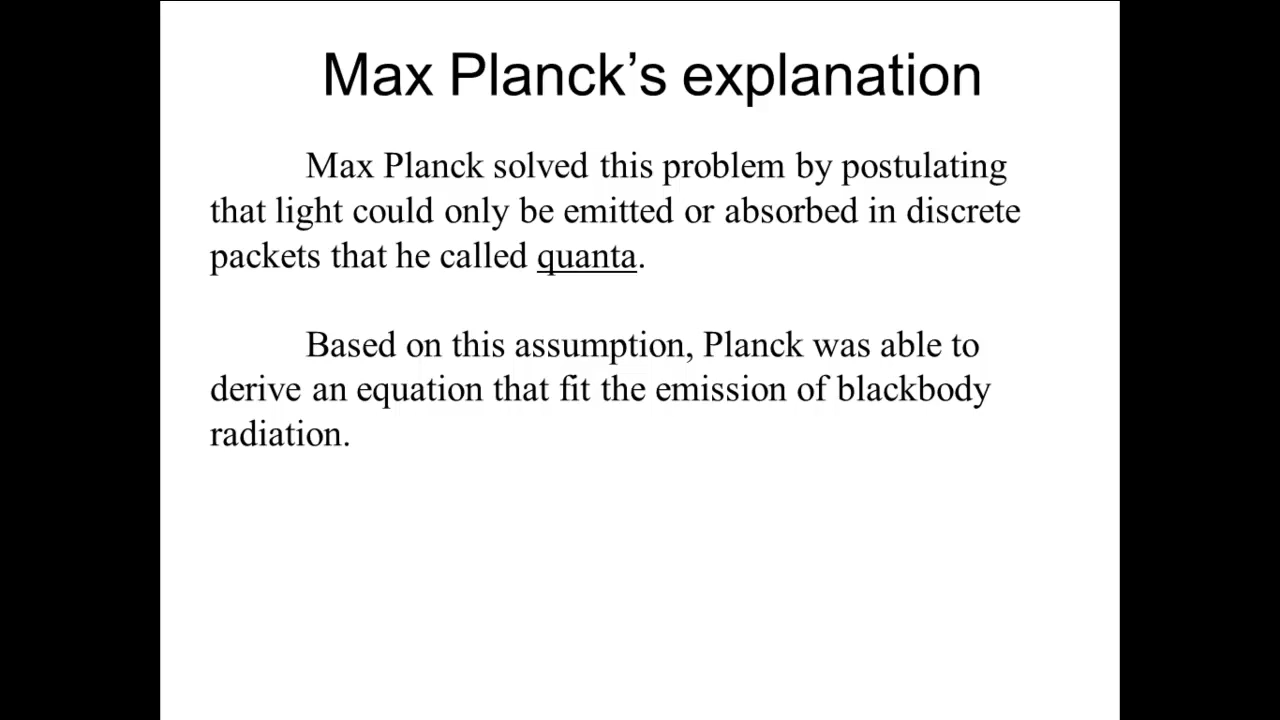 Max Planck’s explanation
Max Planck solved this problem by postulating
that light could only be emitted or absorbed in discrete
packets that he called quanta.
Based on this assumption, Planck was able to
derive an equation that fit the emission of blackbody
radiation.